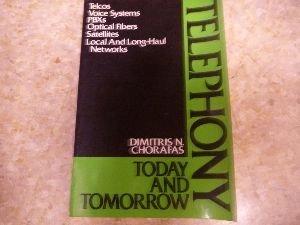 Telcos
Voice Systems
PBXs
Optical Fibers
Satellites
Local And Long-Haul
Networks
TELEPHONY
DIMITRIS N.
CHORAFAS
TODAY
AND
TOMORROW